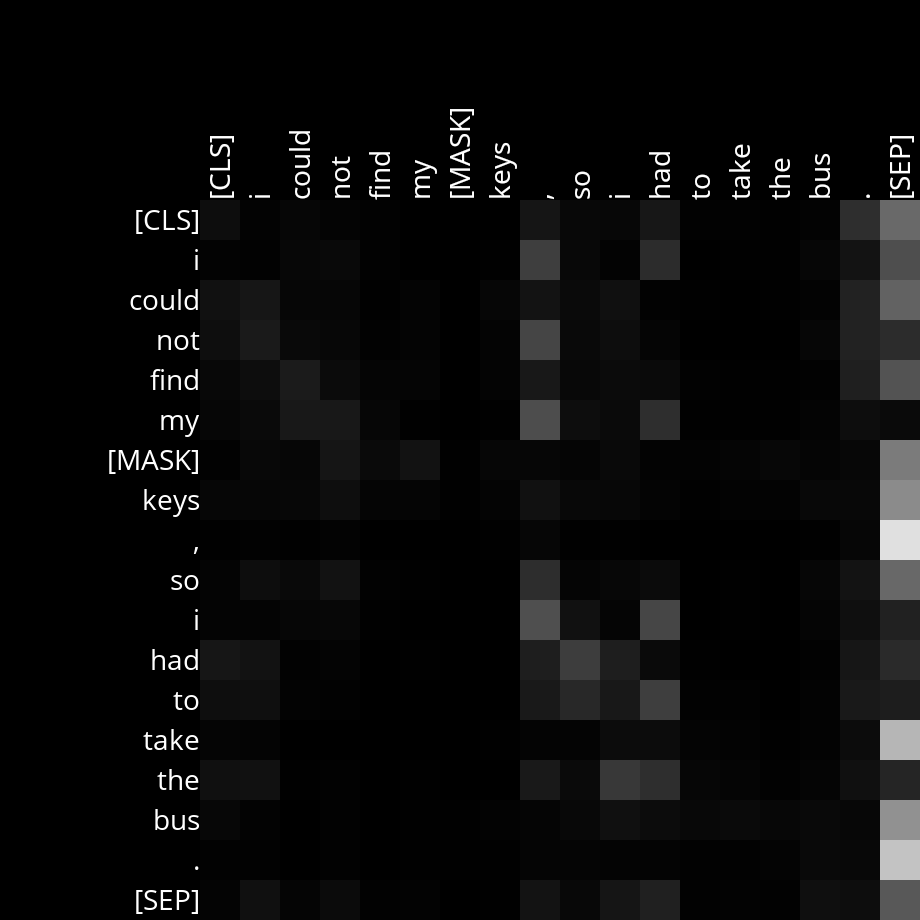 [CLS] i could not find my [MASK] keys , so i had to take the bus . [SEP]
[CLS]
i
could
not
find
my
[MASK]
keys
,
so
i
had
to
take
the
bus
.
[SEP]